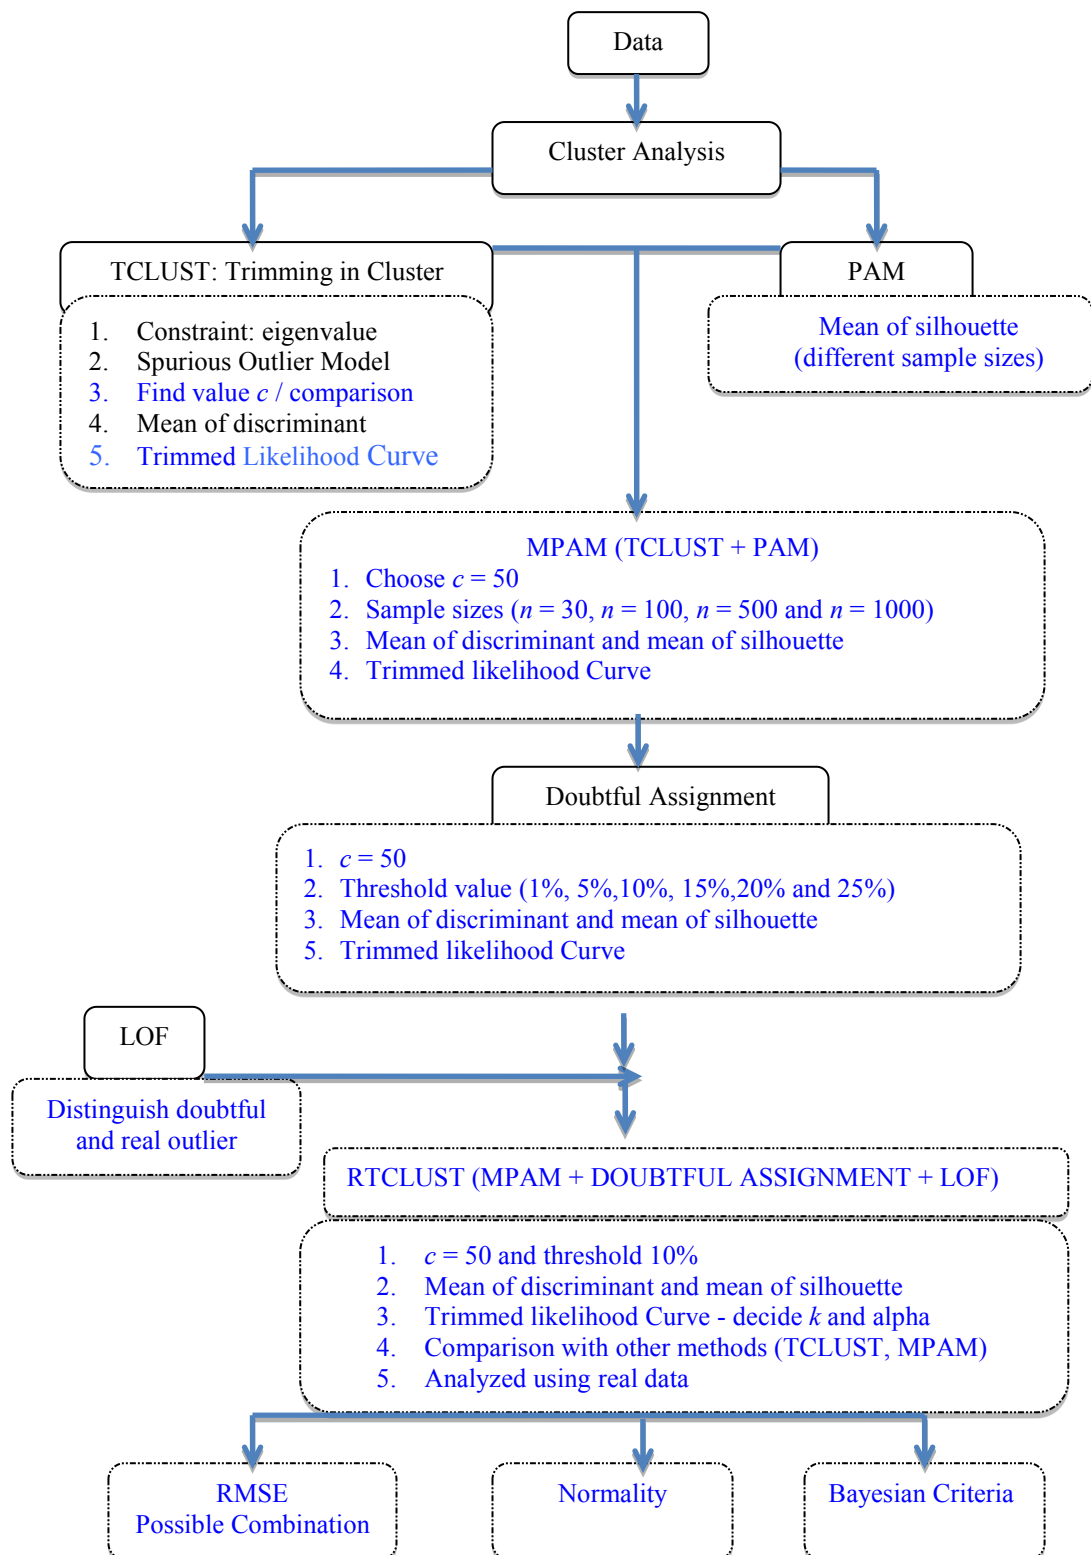 Data
Cluster Analysis
TCLUST: Trimming in Cluster
1. Constraint: eigenvalue
2. Spurious Outlier Model
3. Find value c / comparison
4. Mean of discriminant
5. Trimmed Likelihood Curve
PAM
Mean of silhouette
(different sample sizes)
MPAM (TCLUST + PAM)
1. Choose c = 50
2. Sample sizes (n = 30, n = 100, n = 500 and n = 1000)
3. Mean of discriminant and mean of silhouette
4. Trimmed likelihood Curve
Doubtful Assignment
1. c = 50
2. Threshold value (1%, 5%,10%, 15%,20% and 25%)
3. Mean of discriminant and mean of silhouette
5. Trimmed likelihood Curve
LOF
Distinguish doubtful
and real outlier
RTCLUST (MPAM + DOUBTFUL ASSIGNMENT + LOF)
1. c = 50 and threshold 10%
2. Mean of discriminant and mean of silhouette
3. Trimmed likelihood Curve - decide k and alpha
4. Comparison with other methods (TCLUST, MPAM)
5. Analyzed using real data
RMSE
Possible Combination
Normality
Bayesian Criteria